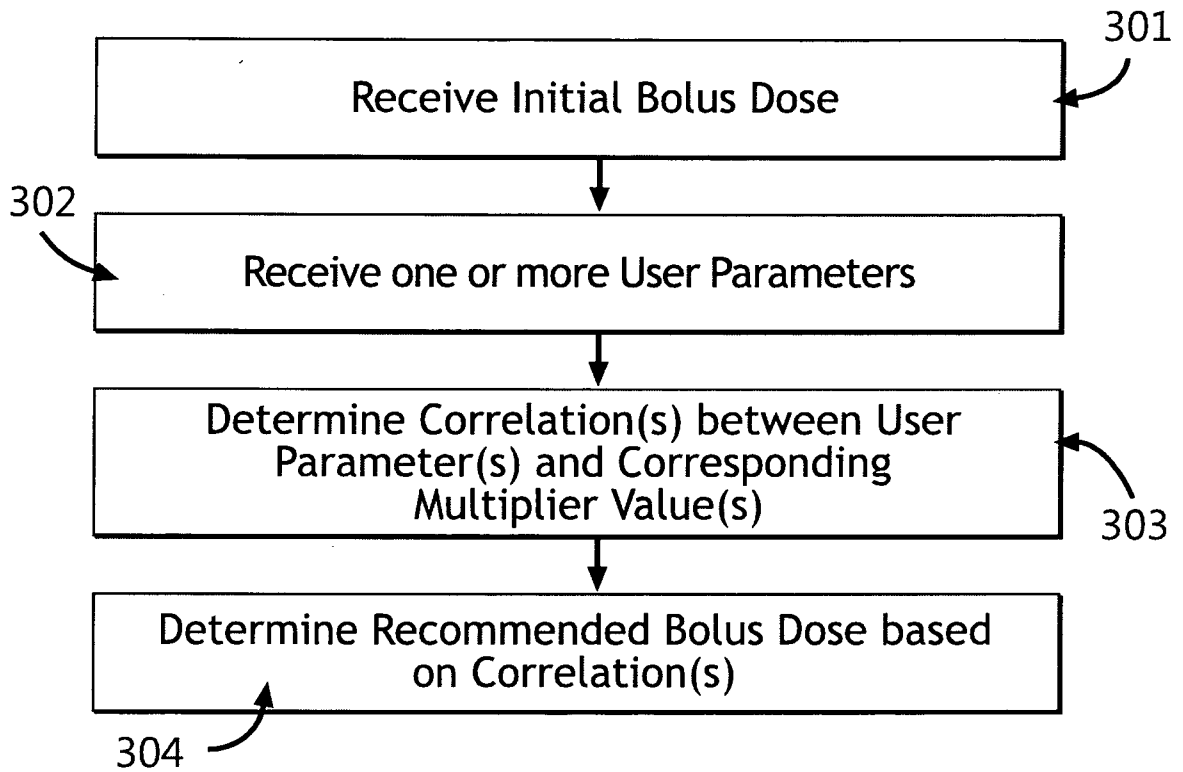 301
Receive Initial Bolus Dose
302
Receive one or more User Parameters
Determine Correlation(s) between User
Parameter(s) and Corresponding
Multiplier Value(s)
303
Determine Recommended Bolus Dose based
on Correlation(s)
304